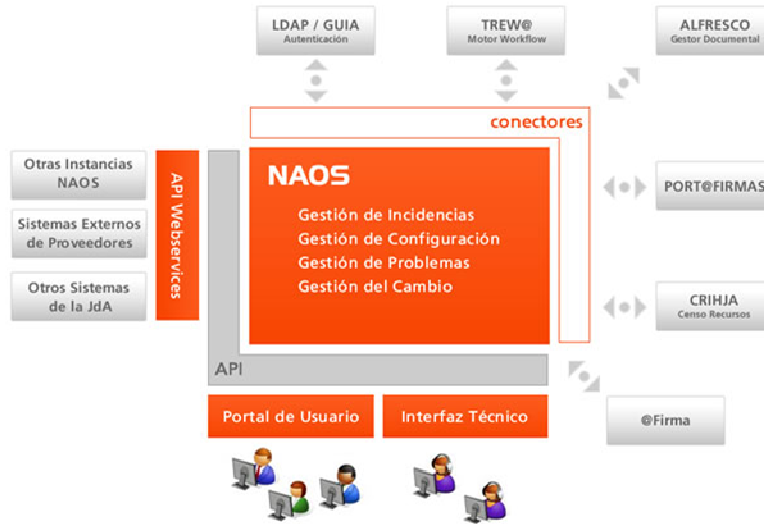 LDAP / GUIA
Autenticación
TREW@
Motor Workflow
ALFRESCO
Gestor Documental
conectores
Otras Instancias
NAOS
Sistemas Externos
de Proveedores
Otros Sistemas
de la JdA
API Webservices
NAOS
Gestión de Incidencias
Gestión de Configuración
Gestión de Problemas
Gestión del Cambio
PORT@FIRMAS
CRIHJA
Censo Recursos
API
Portal de Usuario
Interfaz Técnico
@Firma